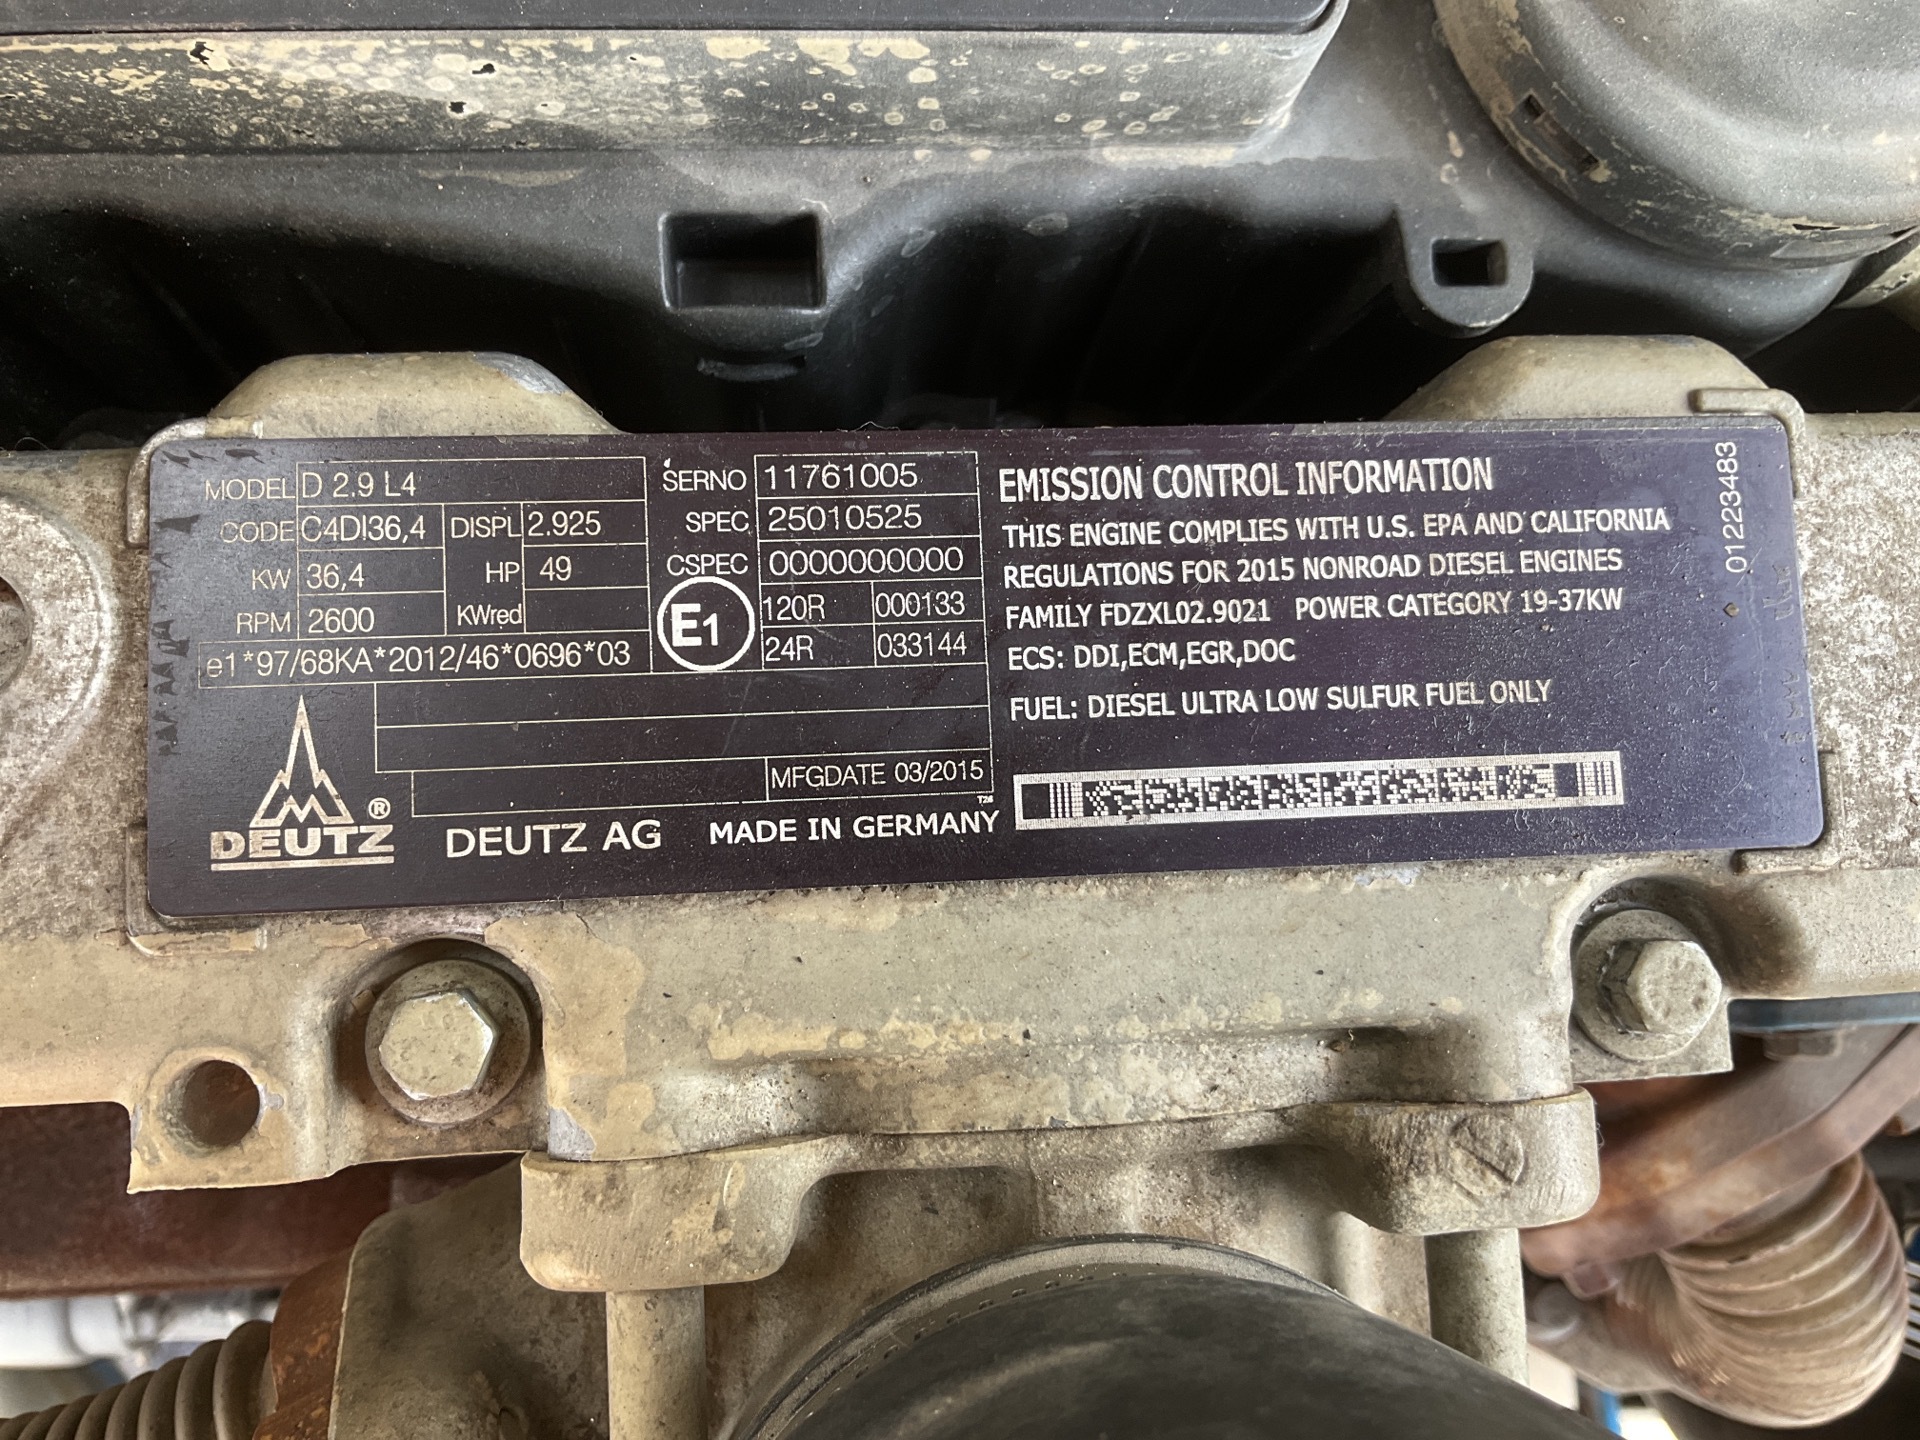 MODEL D 2.9 L4
CODE C4DI36,4 DISPL 2.925
KW 36,4 HP 49
RPM 2600 KWred
e1*97/68KA*2012/46*0696*03
SERNO 11761005
SPEC 25010525
CSPEC 0000000000
E1 120R 000133
24R 033144
MFGDATE 03/2015
T26
DEUTZ ®
DEUTZ AG MADE IN GERMANY
EMISSION CONTROL INFORMATION
THIS ENGINE COMPLIES WITH U.S. EPA AND CALIFORNIA
REGULATIONS FOR 2015 NONROAD DIESEL ENGINES
FAMILY FDZXL02.9021 POWER CATEGORY 19-37KW
ECS: DDI,ECM,EGR,DOC
FUEL: DIESEL ULTRA LOW SULFUR FUEL ONLY
01223483